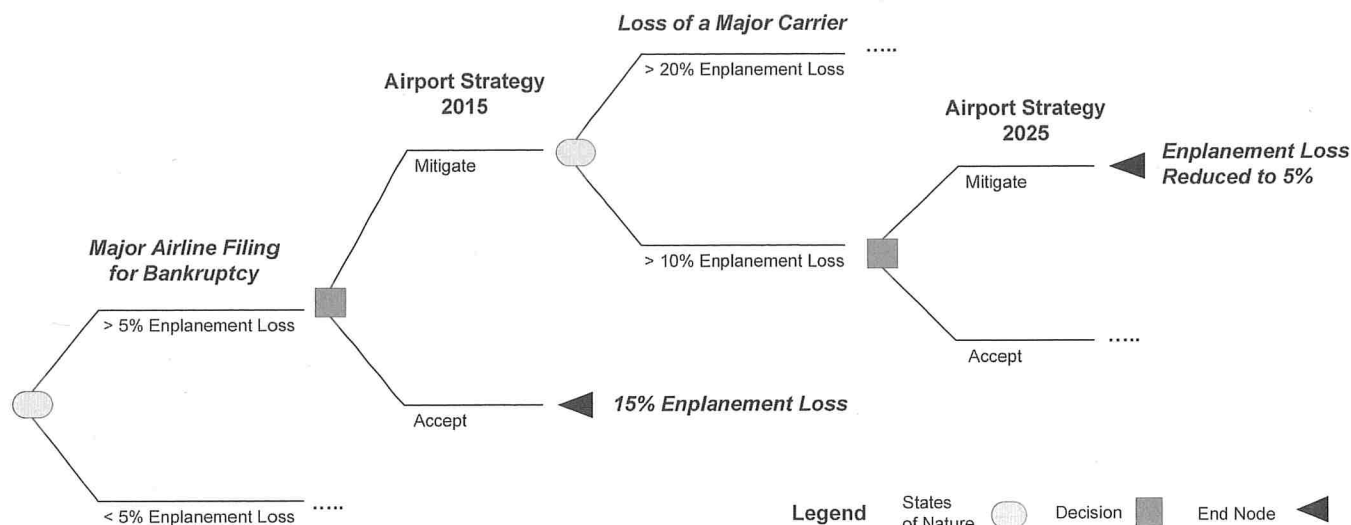 Loss of a Major Carrier
.....
> 20% Enplanement Loss
Airport Strategy
2015
Mitigate
Airport Strategy
2025
Mitigate
Enplanement Loss
Reduced to 5%
Major Airline Filing
for Bankruptcy
> 10% Enplanement Loss
> 5% Enplanement Loss
Accept
.....
Accept
15% Enplanement Loss
< 5% Enplanement Loss
.....
Legend
States
of Nature
Decision
End Node